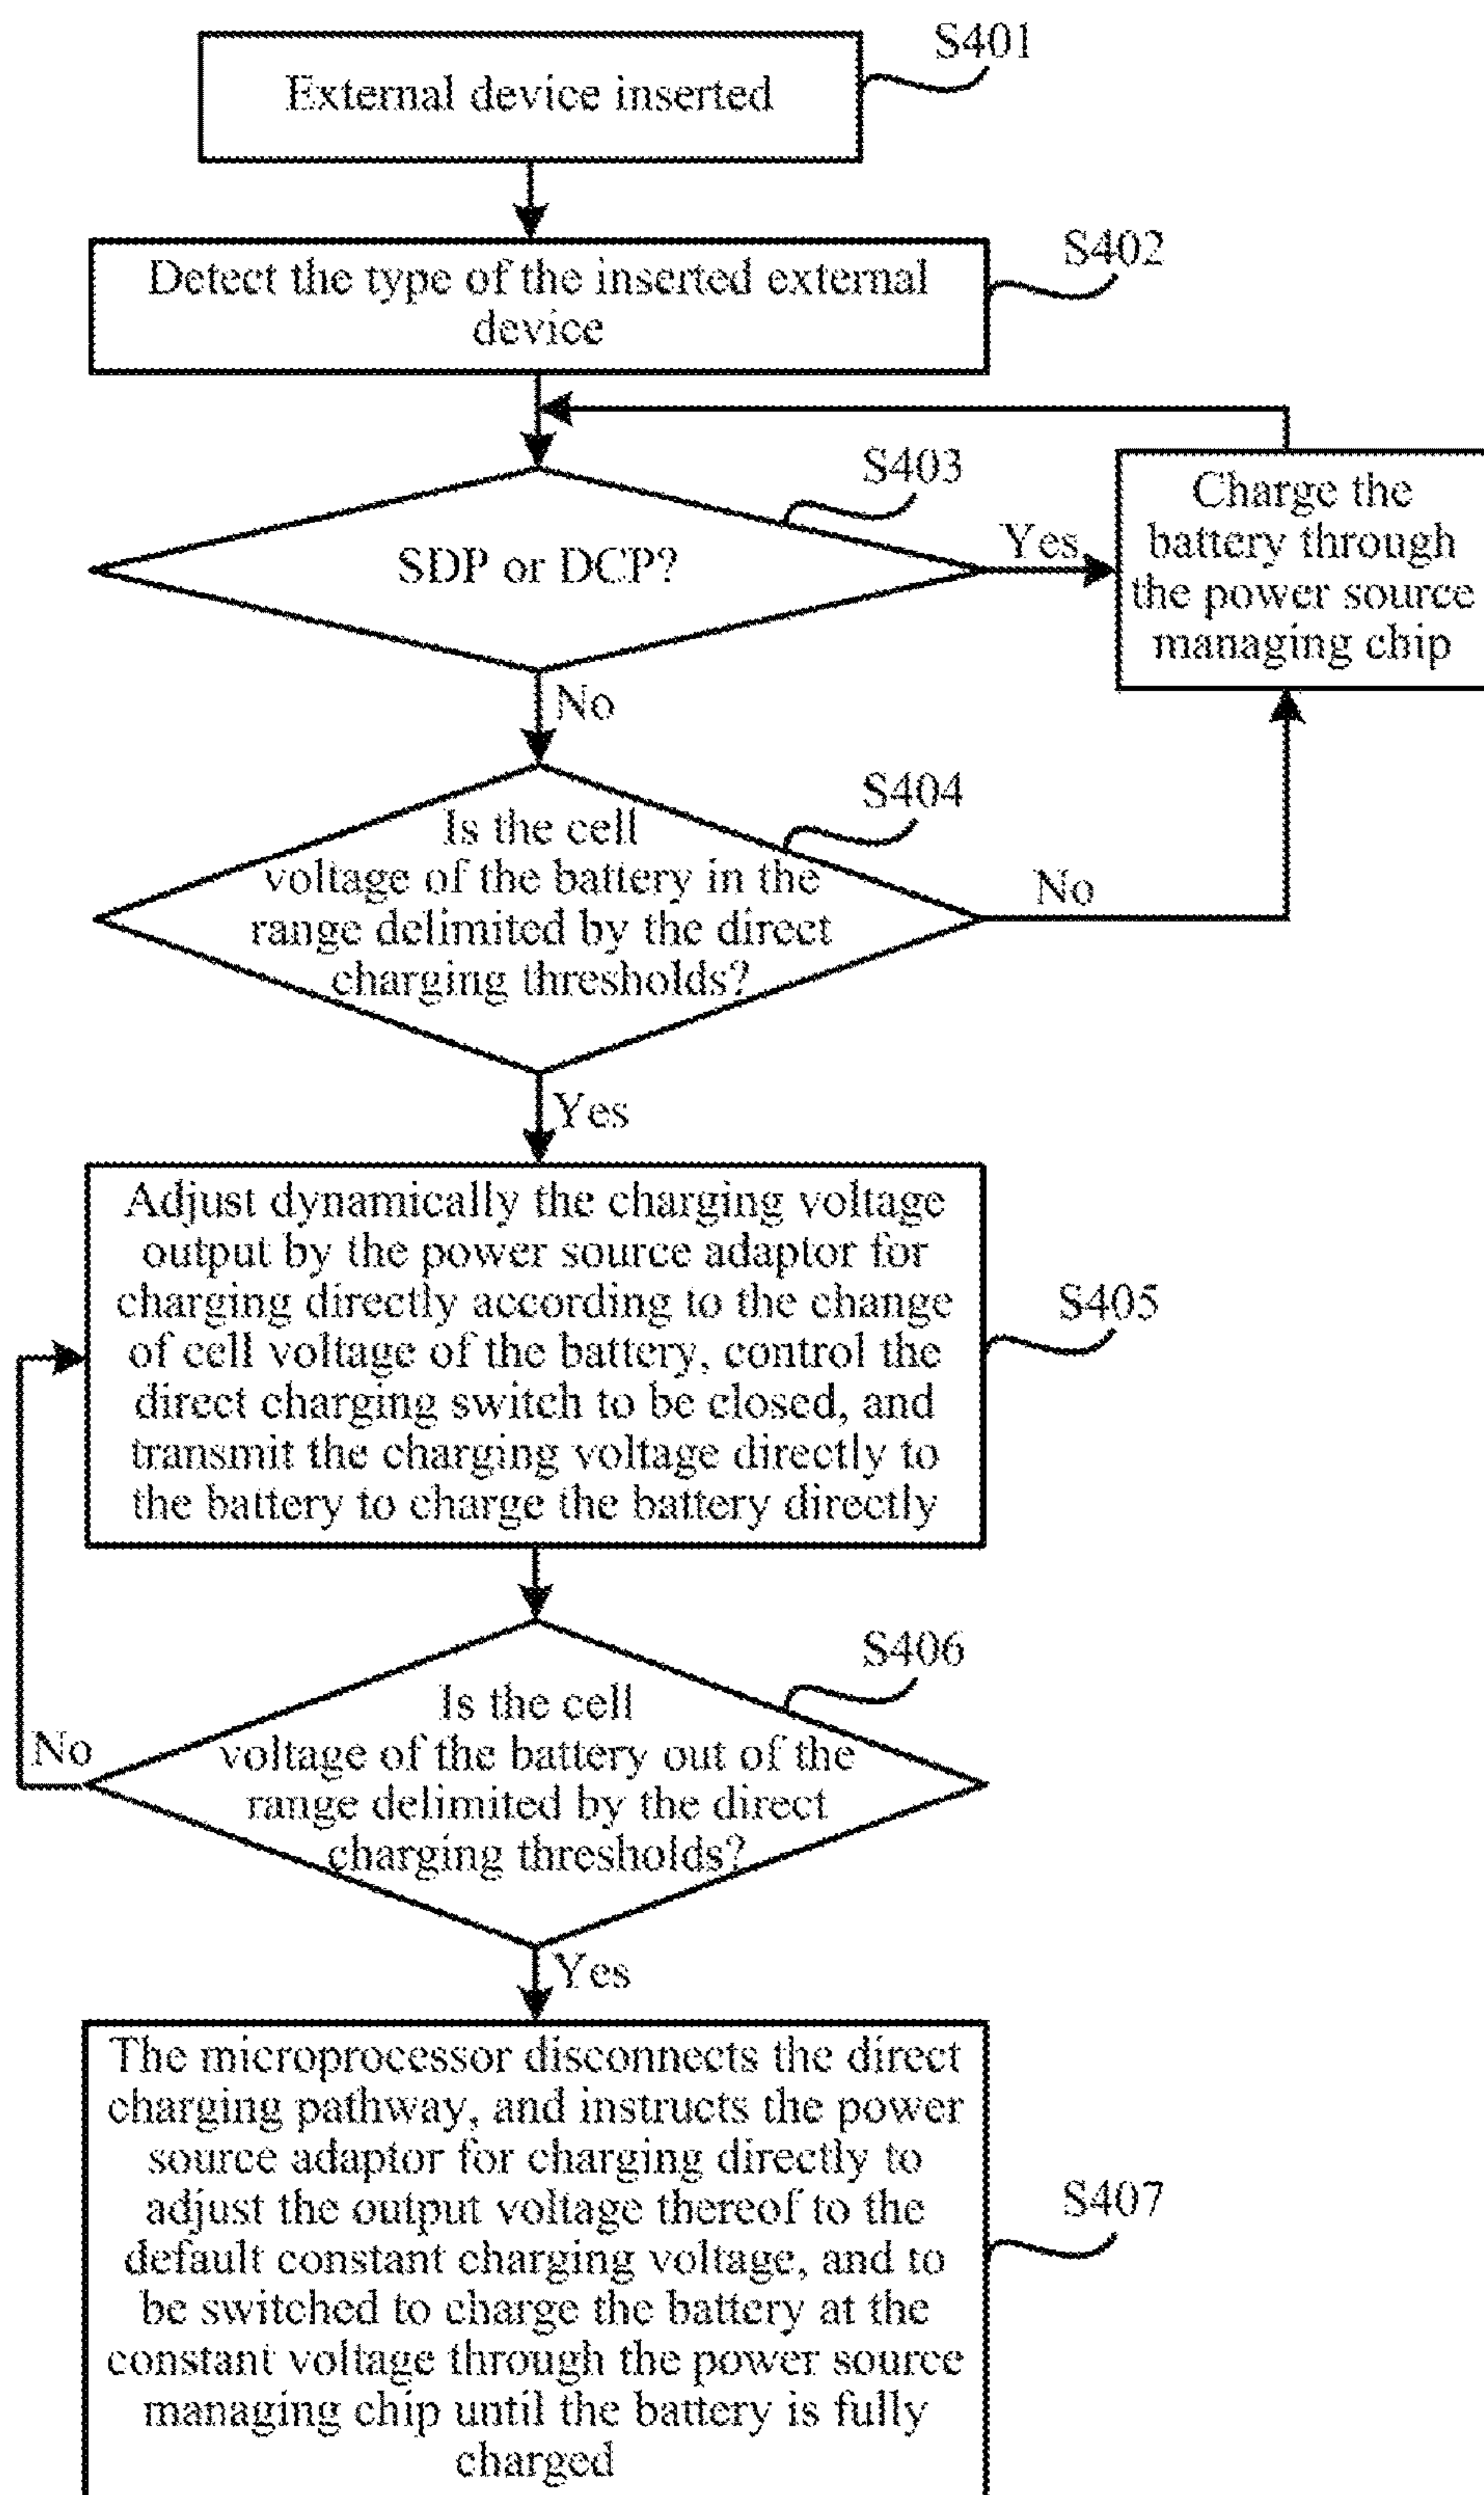 S401
External device inserted
S402
Detect the type of the inserted external
device
S403
SDP or DCP?
Yes
Charge the
battery through
the power source
managing chip
No
S404
Is the cell
voltage of the battery in the
range delimited by the direct
charging thresholds?
No
Yes
Adjust dynamically the charging voltage
output by the power source adaptor for
charging directly according to the change
of cell voltage of the battery, control the
direct charging switch to be closed, and
transmit the charging voltage directly to
the battery to charge the battery directly
S405
S406
Is the cell
voltage of the battery out of the
range delimited by the direct
charging thresholds?
No
Yes
The microprocessor disconnects the direct
charging pathway, and instructs the power
source adaptor for charging directly to
adjust the output voltage thereof to the
default constant charging voltage, and to
be switched to charge the battery at the
constant voltage through the power source
managing chip until the battery is fully
charged
S407